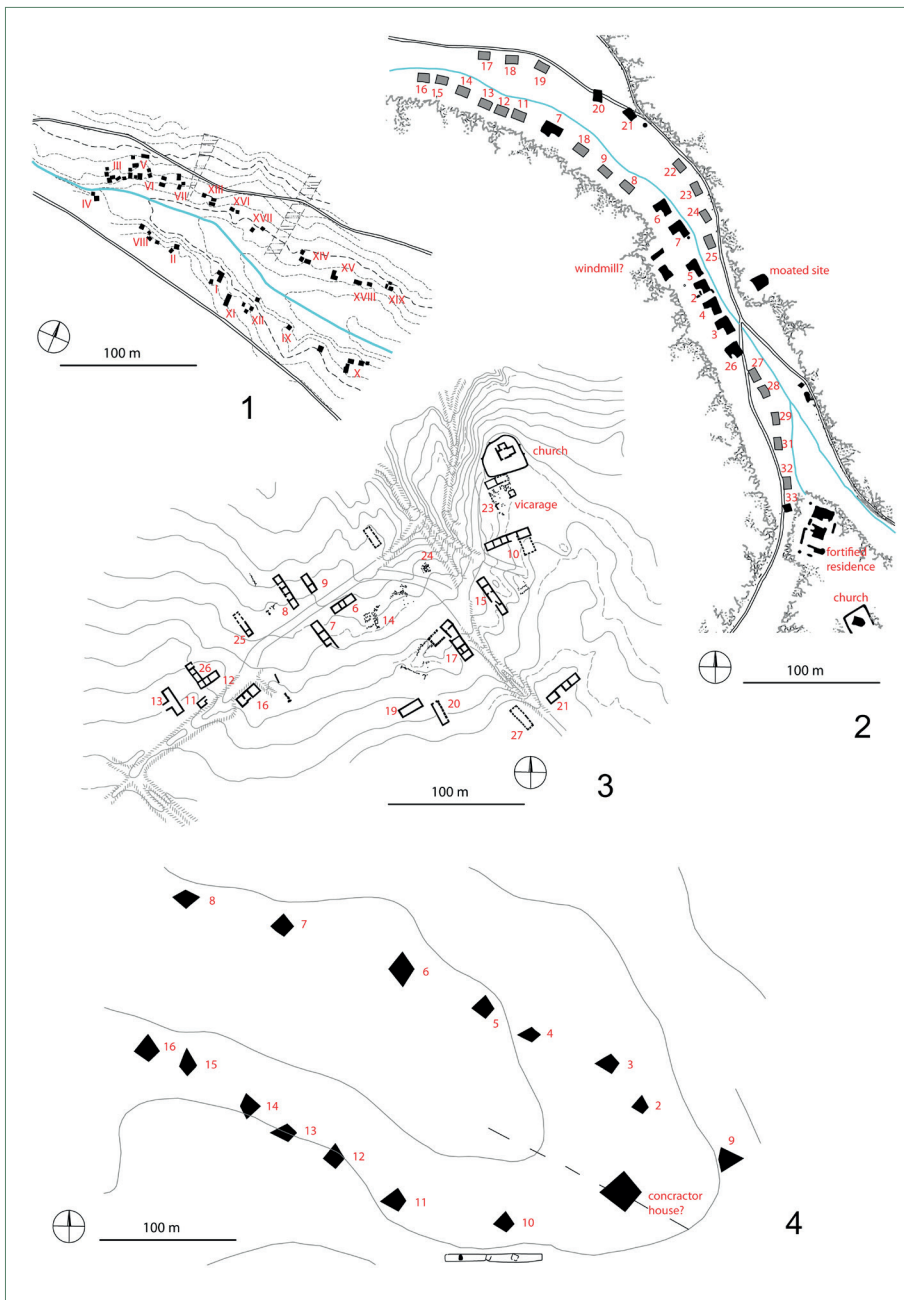 III
V
IV
VI
VII
XIII
XVI
XVII
VIII
II
I
XI
XII
IX
XIV
XV
XVIII
XIX
X
100 m
1
17
18
19
16
15
14
13
12
11
7
20
21
18
9
8
22
23
24
25
6
7
windmill?
5
2
4
3
26
moated site
27
28
29
31
32
33
fortified
residence
church
100 m
2
church
23
vicarage
10
24
9
8
6
7
14
15
25
17
26
12
13
11
16
19
20
21
27
100 m
3
8
7
6
5
4
3
2
9
16
15
14
13
12
11
10
concractor
house?
100 m
4